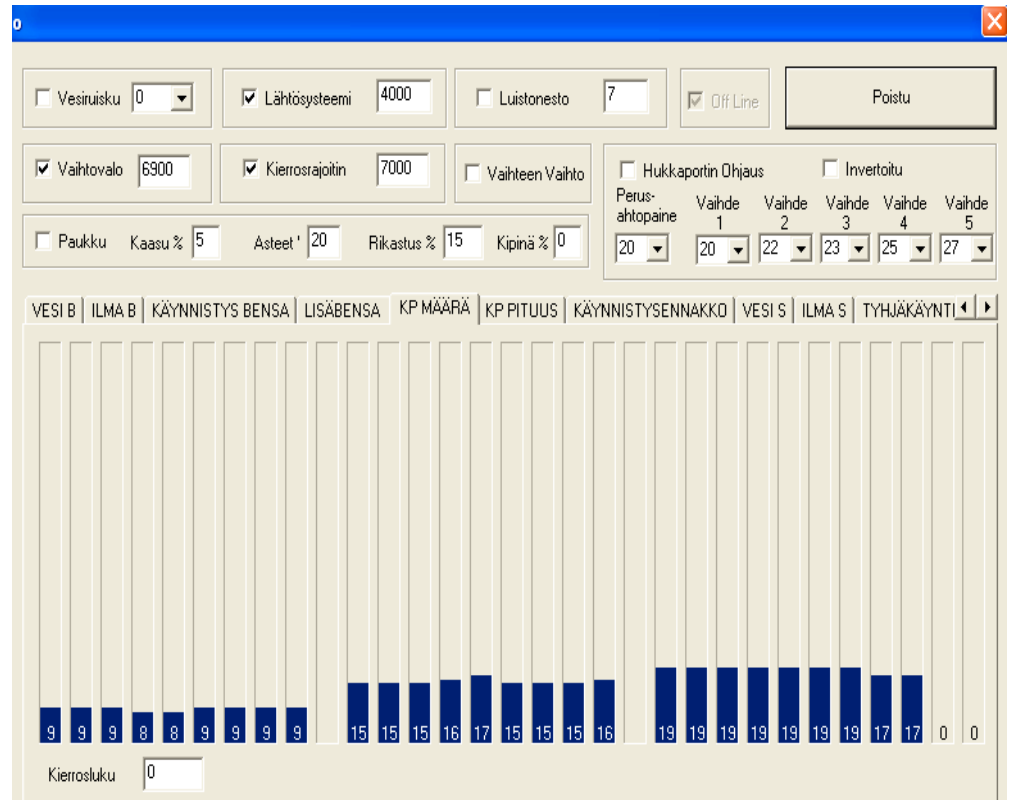 o
Vesiruisku 0 Lähtösysteemi 4000 Luistonesto 7 Off Line Poistu
Vaihtovalo 6900 Kierrosrajoitin 7000 Vaihteen Vaihto
Hukkaportin Ohjaus Invertoitu
Perus-
ahtopaine
Vaihde
1
Vaihde
2
Vaihde
3
Vaihde
4
Vaihde
5
20 20 22 23 25 27
Paukku Kaasu % 5 Asteet ' 20 Rikastus % 15 Kipinä % 0
VESI B ILMA B KÄYNNISTYS BENSA LISÄBENSA KP MÄÄRÄ KP PITUUS KÄYNNISTYSENNAKKO VESI S ILMA S TYHJÄKÄYNTI
9 9 9 8 8 9 9 9 9 15 15 15 16 17 15 15 15 16 19 19 19 19 19 19 19 17 17 0 0
Kierrosluku 0